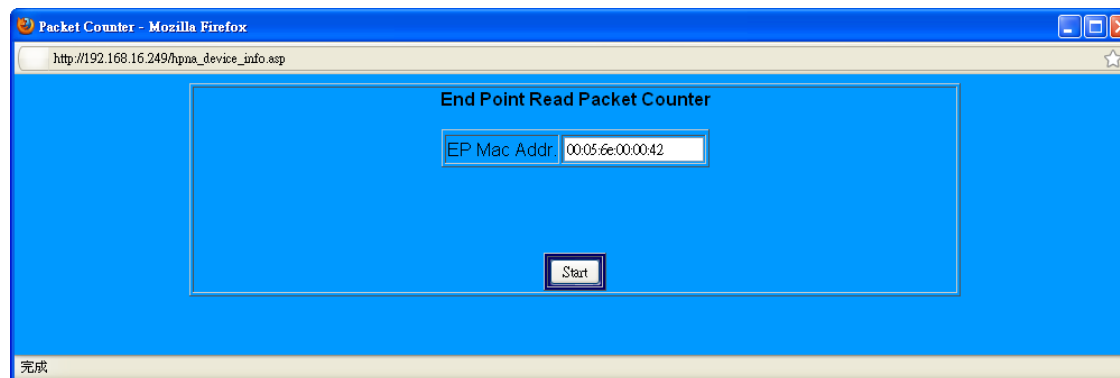 Packet Counter - Mozilla Firefox
http://192.168.16.249/hpna_device_info.asp
End Point Read Packet Counter
EP Mac Addr. 00:05:6e:00:00:42
Start
完成